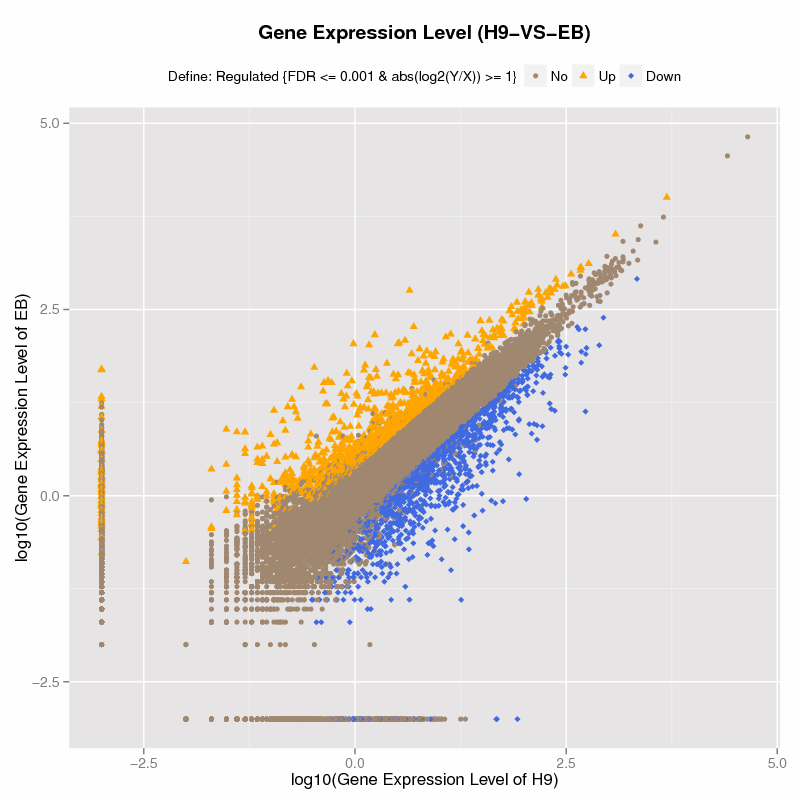 Gene Expression Level (H9−VS−EB)
Define: Regulated {FDR <= 0.001 & abs(log2(Y/X)) >= 1} No Up Down
5.0
2.5
0.0
−2.5
log10(Gene Expression Level of EB)
−2.5 0.0 2.5 5.0
log10(Gene Expression Level of H9)